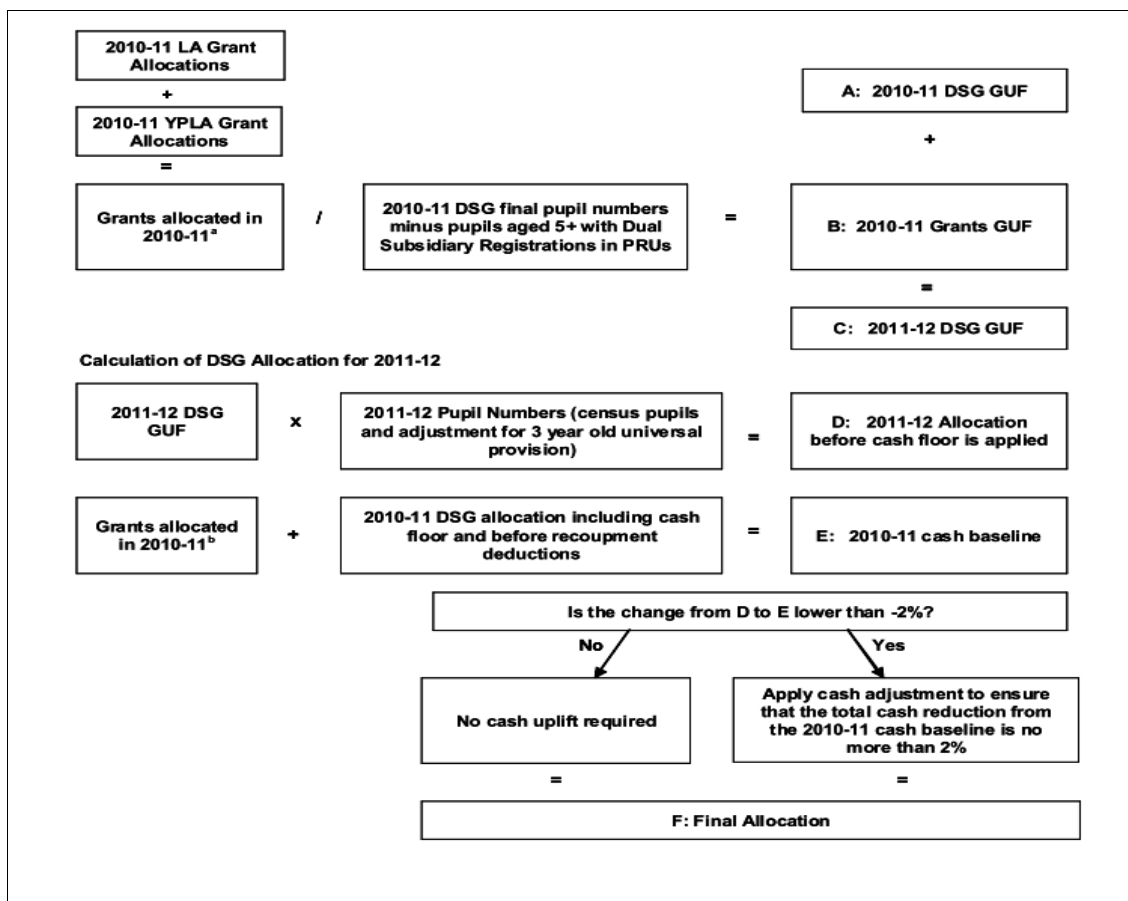 2010-11 LA Grant
Allocations
+
2010-11 YPLA Grant
Allocations
=
Grants allocated in
2010-11ᵃ
/
2010-11 DSG final pupil numbers
minus pupils aged 5+ with Dual
Subsidiary Registrations in PRUs
=
A: 2010-11 DSG GUF
+
B: 2010-11 Grants GUF
=
C: 2011-12 DSG GUF
Calculation of DSG Allocation for 2011-12
2011-12 DSG
GUF
x
2011-12 Pupil Numbers (census pupils
and adjustment for 3 year old universal
provision)
=
D: 2011-12 Allocation
before cash floor is applied
Grants allocated
in 2010-11ᵇ
+
2010-11 DSG allocation including cash
floor and before recoupment
deductions
=
E: 2010-11 cash baseline
Is the change from D to E lower than -2%?
No
Yes
No cash uplift required
Apply cash adjustment to ensure
that the total cash reduction from
the 2010-11 cash baseline is no
more than 2%
=
=
F: Final Allocation